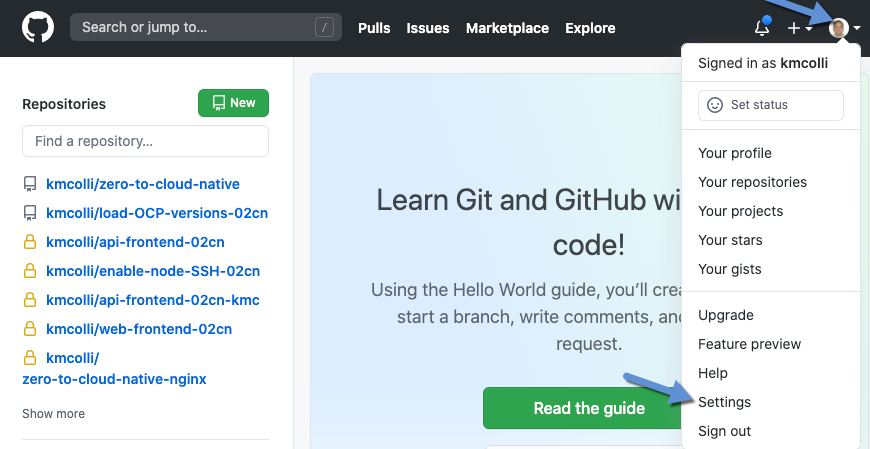 Search or jump to...
/
Pulls
Issues
Marketplace
Explore
Signed in as kmcolli
Set status
Your profile
Your repositories
Your projects
Your stars
Your gists
Upgrade
Feature preview
Help
Settings
Sign out
Repositories
New
Find a repository...
kmcolli/zero-to-cloud-native
kmcolli/load-OCP-versions-02cn
kmcolli/api-frontend-02cn
kmcolli/enable-node-SSH-02cn
kmcolli/api-frontend-02cn-kmc
kmcolli/web-frontend-02cn
kmcolli/
zero-to-cloud-native-nginx
Show more
Learn Git and GitHub wi
code!
Using the Hello World guide, you'll crea
start a branch, write comments, an
request.
Read the guide